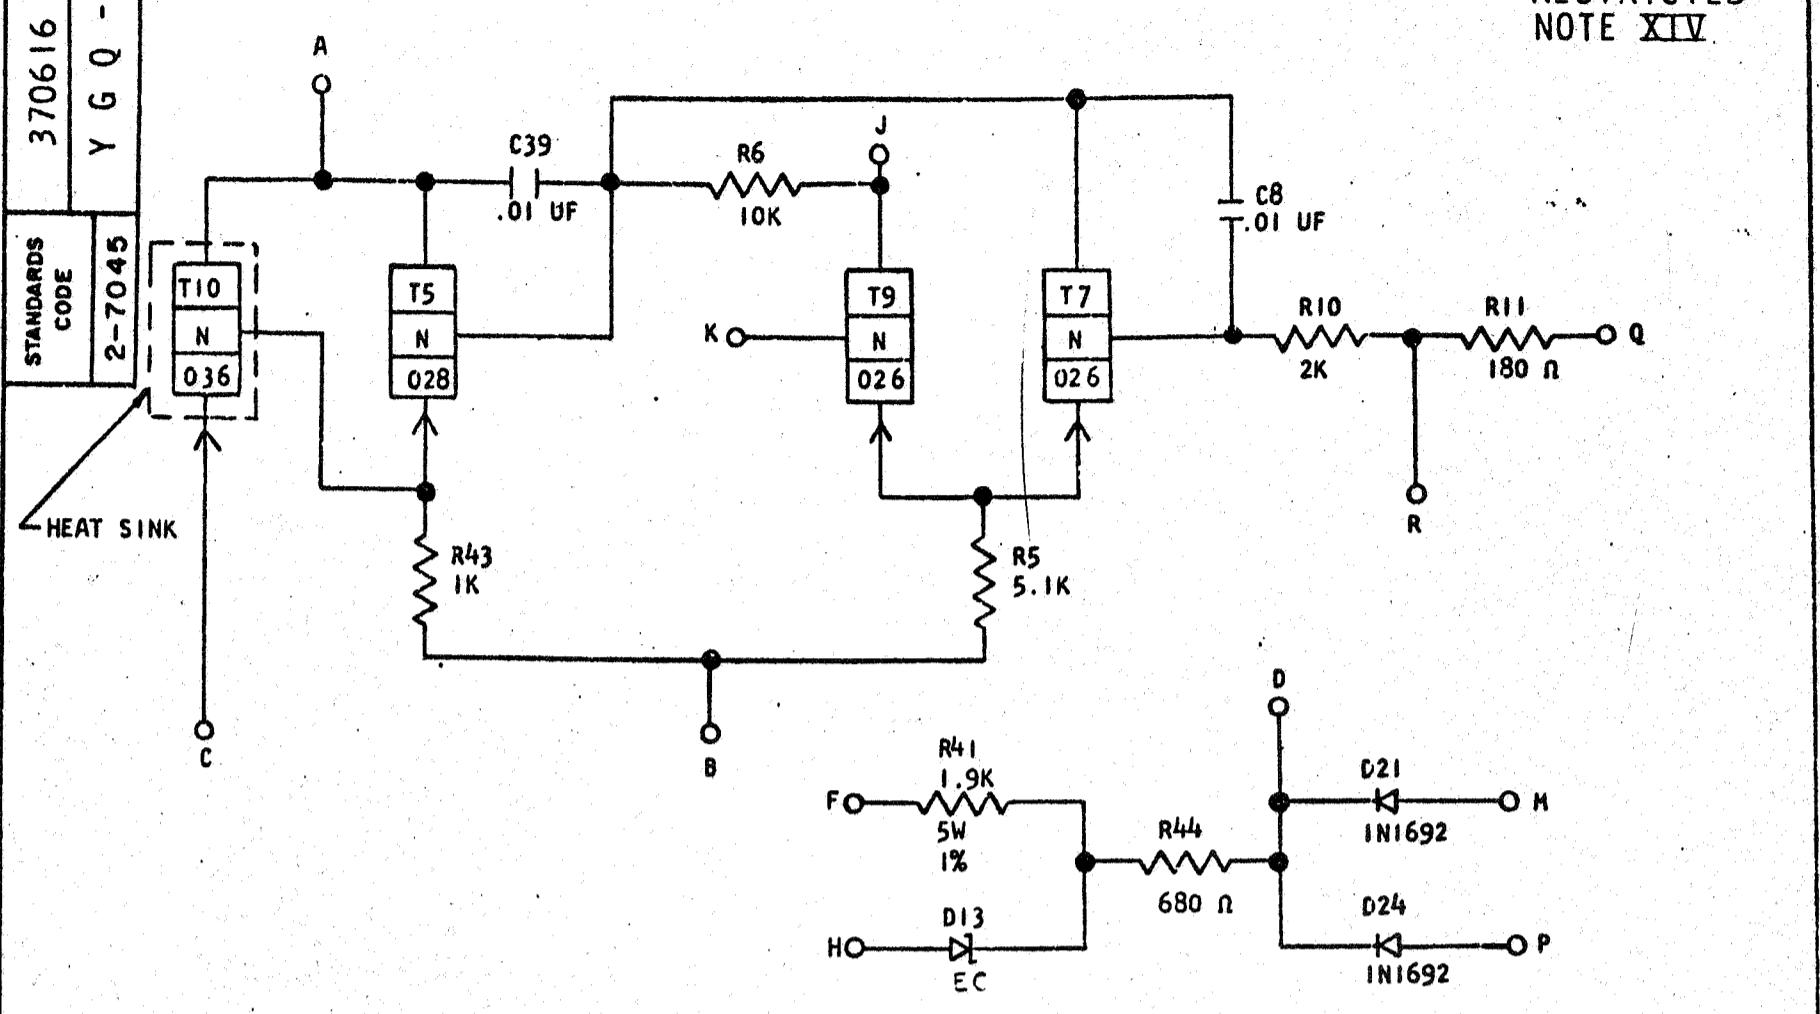 NOTE XIV
370616
Y G Q -
STANDARDS
CODE
2-7045
A
C39
.01 UF
R6
10K
J
C8
.01 UF
T10
N
036
T5
N
028
K
T9
N
026
T7
N
026
R10
2K
R11
180 Ω
Q
R
HEAT SINK
R43
1K
R5
5.1K
C
B
D
R41
1.9K
F
5W
1%
R44
680 Ω
D21
M
1N1692
D13
H
EC
D24
P
1N1692